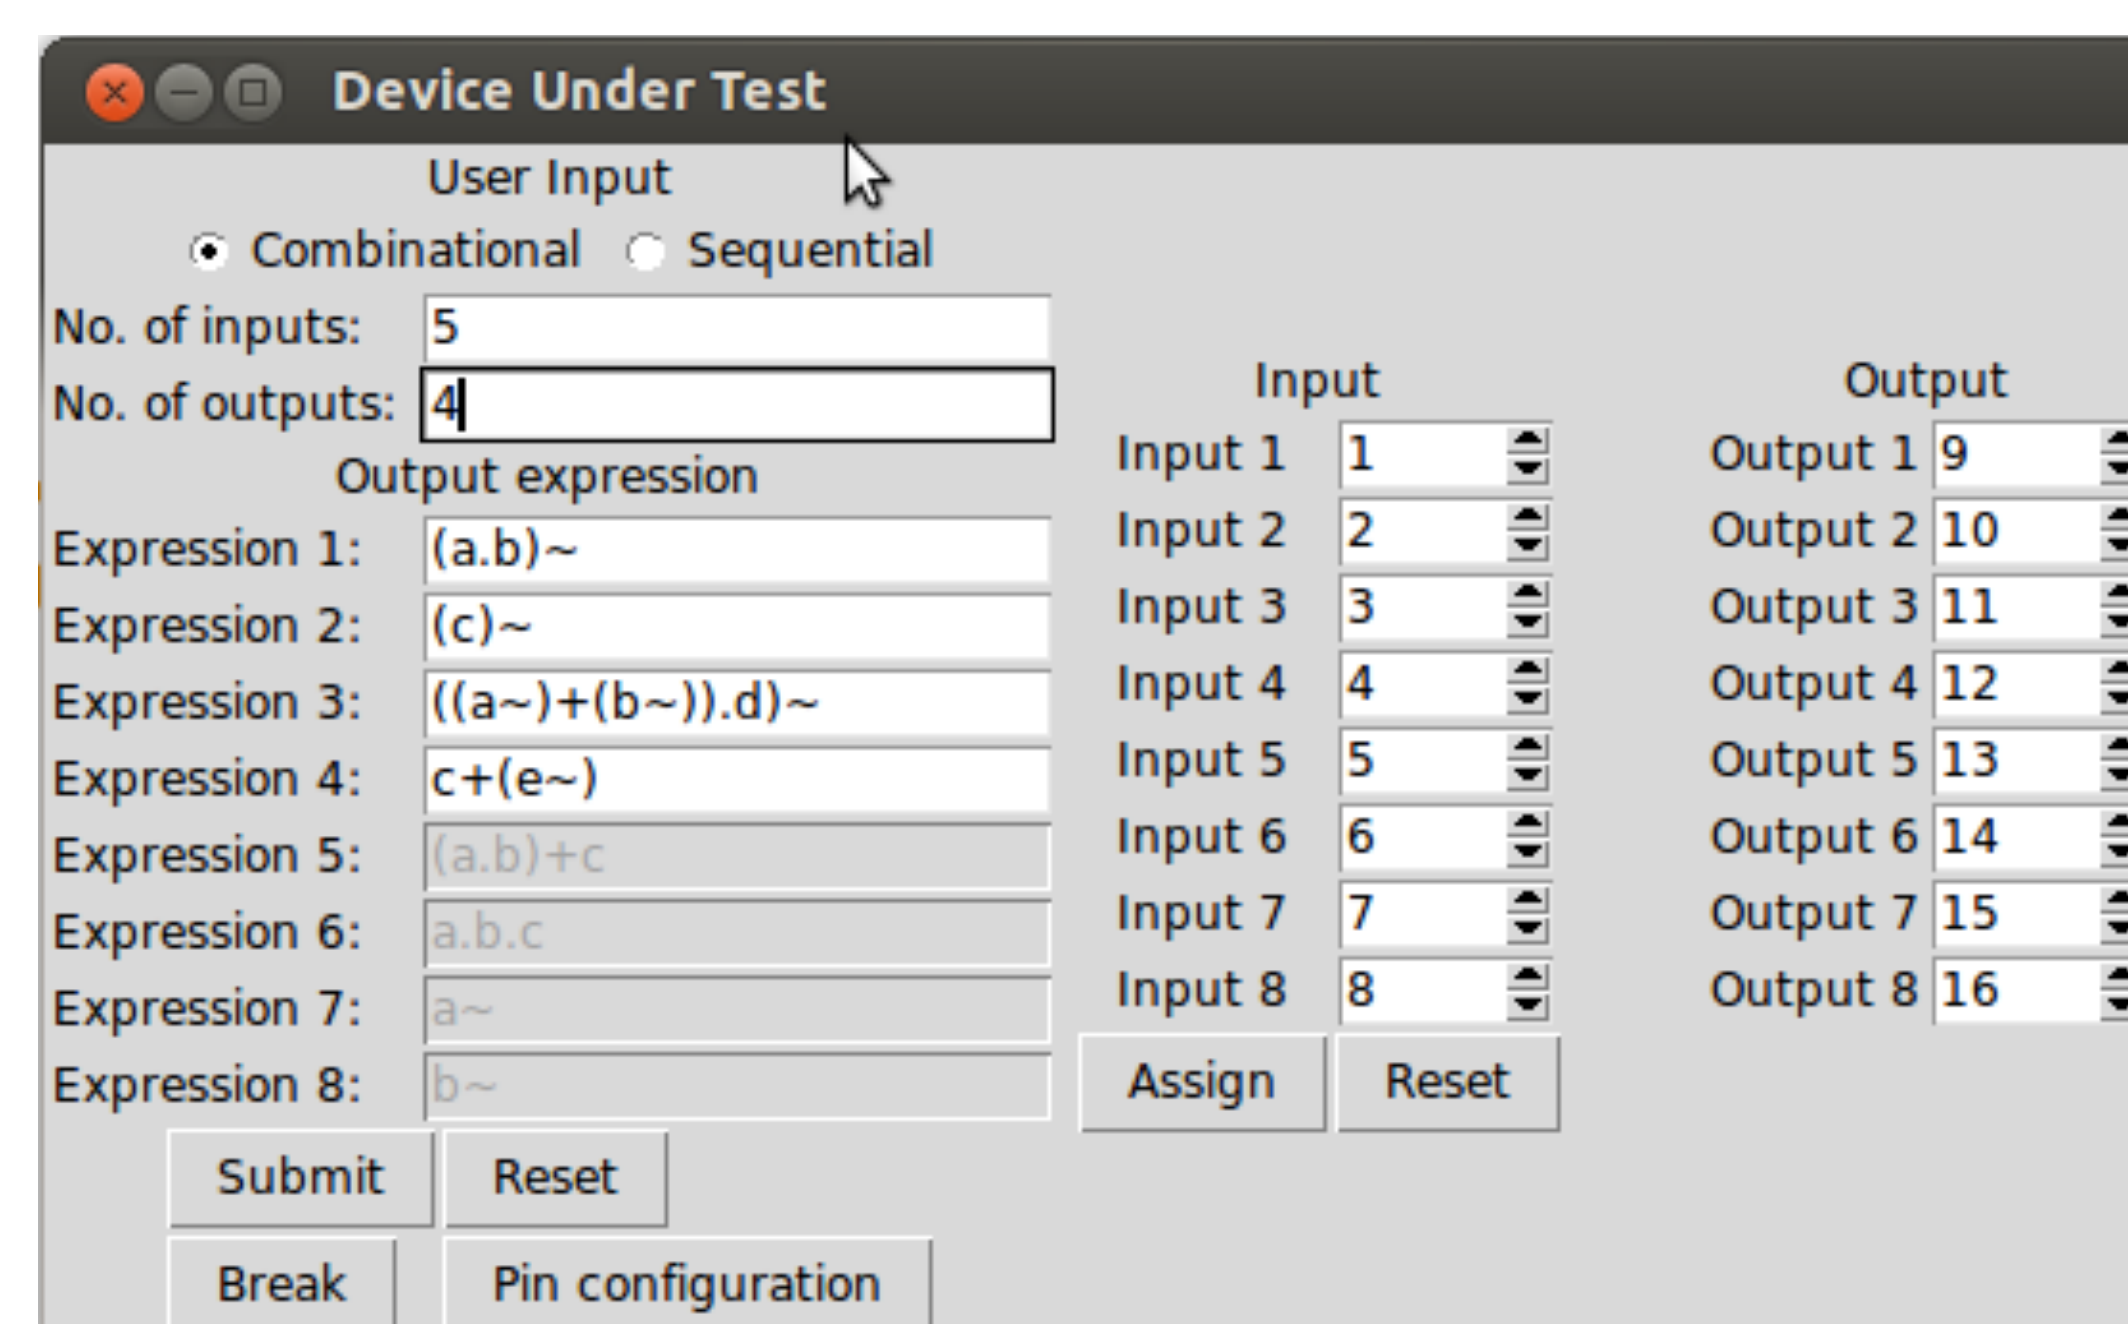 Device Under Test
User Input
Combinational Sequential
No. of inputs: 5
No. of outputs: 4
Output expression
Expression 1: (a.b)~
Expression 2: (c)~
Expression 3: ((a~)+(b~)).d)~
Expression 4: c+(e~)
Expression 5: (a.b)+c
Expression 6: a.b.c
Expression 7: a~
Expression 8: b~
Submit Reset
Break Pin configuration
Input
Input 1 1
Input 2 2
Input 3 3
Input 4 4
Input 5 5
Input 6 6
Input 7 7
Input 8 8
Assign Reset
Output
Output 1 9
Output 2 10
Output 3 11
Output 4 12
Output 5 13
Output 6 14
Output 7 15
Output 8 16